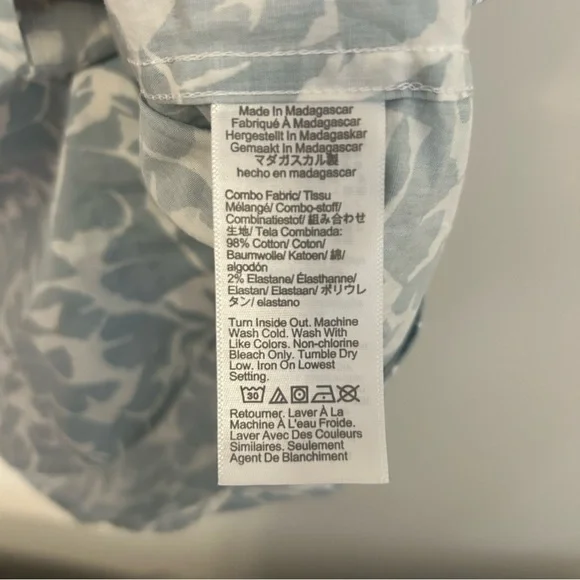 Made In Madagascar
Fabriqué À Madagascar
Hergestellt In Madagaskar
Gemaakt In Madagascar
マダガスカル製
hecho en madagascar
Combo Fabric/ Tissu
Mélangé/ Combo-stoff/
Combinatiestof/ 組み合わせ
生地/ Tela Combinada:
98% Cotton/ Coton/
Baumwolle/ Katoen/ 綿/
algodón
2% Elastane/ Élasthanne/
Elastan/ Elastaan/ ポリウレ
タン/ elastano
Turn Inside Out. Machine
Wash Cold. Wash With
Like Colors. Non-chlorine
Bleach Only. Tumble Dry
Low. Iron On Lowest
Setting.
30
Retourner. Laver À La
Machine À L'eau Froide.
Laver Avec Des Couleurs
Similaires. Seulement
Agent De Blanchiment